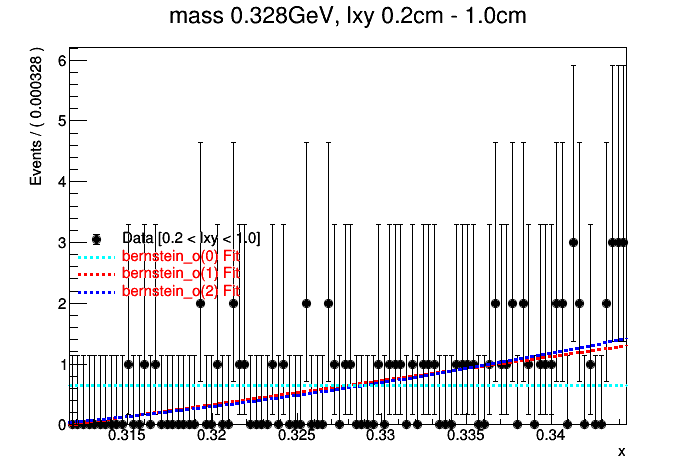 mass 0.328GeV, lxy 0.2cm - 1.0cm
Events / ( 0.000328 )
6
5
4
3
2
1
0
Data [0.2 < lxy < 1.0]
bernstein_o(0) Fit
bernstein_o(1) Fit
bernstein_o(2) Fit
0.315 0.32 0.325 0.33 0.335 0.34
x